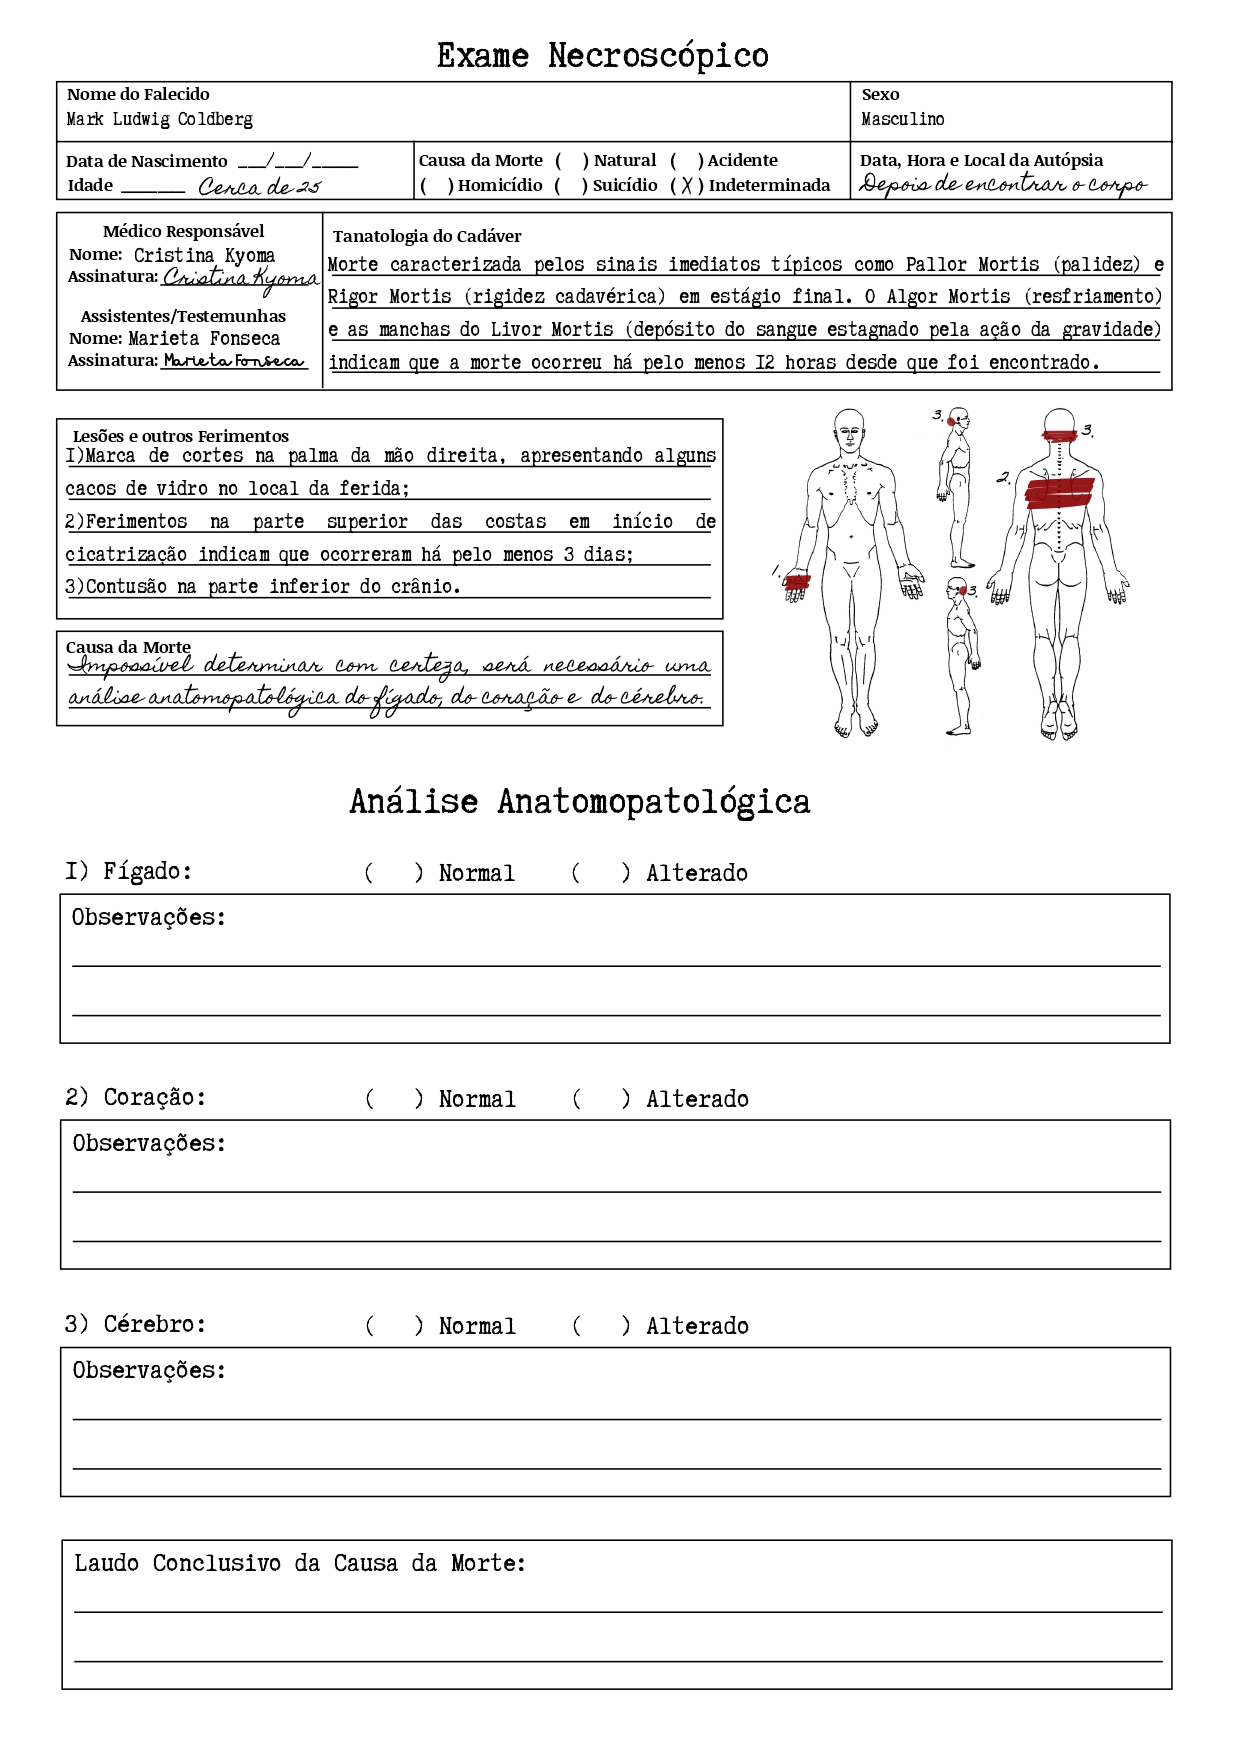 Exame Necroscópico
Nome do Falecido
Mark Ludwig Coldberg
Sexo
Masculino
Data de Nascimento __/__/____
Idade ______ Cerca de 25
Causa da Morte ( ) Natural ( ) Acidente
( ) Homicídio ( ) Suicídio (X) Indeterminada
Data, Hora e Local da Autópsia
Depois de encontrar o corpo
Médico Responsável
Nome: Cristina Kyoma
Assinatura: Cristina Kyoma
Assistentes/Testemunhas
Nome: Marieta Fonseca
Assinatura: Marieta Fonseca
Tanatologia do Cadáver
Morte caracterizada pelos sinais imediatos típicos como Pallor Mortis (palidez) e
Rigor Mortis (rigidez cadavérica) em estágio final. O Algor Mortis (resfriamento)
e as manchas do Livor Mortis (depósito do sangue estagnado pela ação da gravidade)
indicam que a morte ocorreu há pelo menos 12 horas desde que foi encontrado.
Lesões e outros Ferimentos
1)Marca de cortes na palma da mão direita, apresentando alguns
cacos de vidro no local da ferida;
2)Ferimentos na parte superior das costas em início de
cicatrização indicam que ocorreram há pelo menos 3 dias;
3)Contusão na parte inferior do crânio.
Causa da Morte
Impossível determinar com certeza, será necessário uma
análise anatomopatológica do fígado, do coração e do cérebro.
3.
3.
2.
1.
3.
Análise Anatomopatológica
1) Fígado: ( ) Normal ( ) Alterado
Observações:
2) Coração: ( ) Normal ( ) Alterado
Observações:
3) Cérebro: ( ) Normal ( ) Alterado
Observações:
Laudo Conclusivo da Causa da Morte: